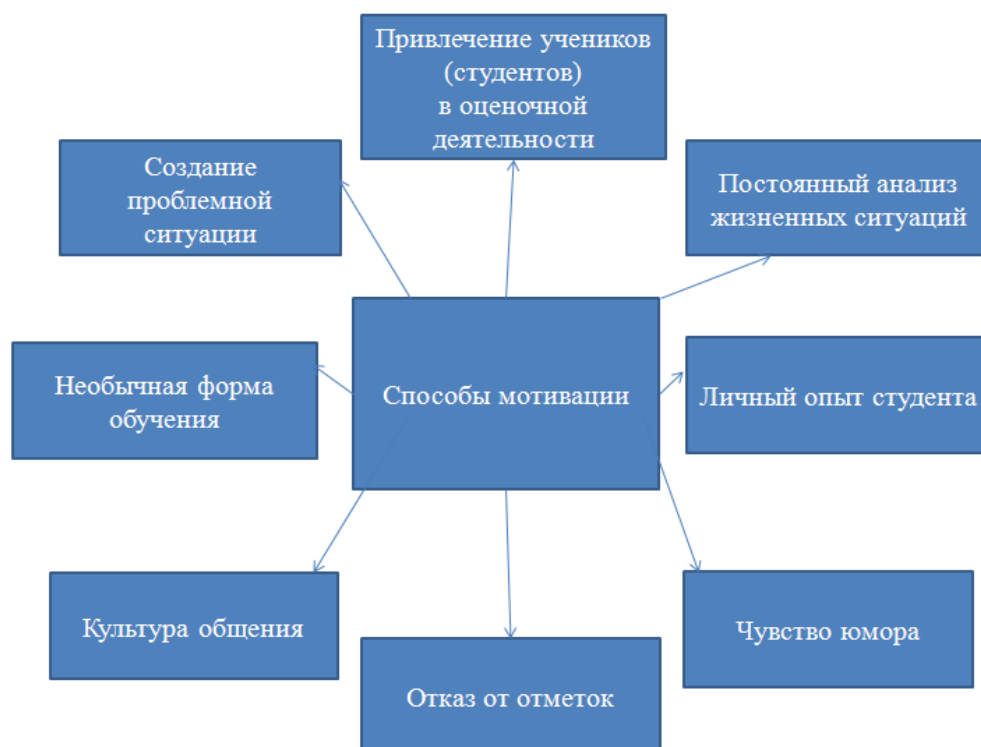 Привлечение учеников
(студентов)
в оценочной
деятельности
Создание
проблемной
ситуации
Постоянный анализ
жизненных ситуаций
Необычная форма
обучения
Способы мотивации
Личный опыт студента
Культура общения
Чувство юмора
Отказ от отметок